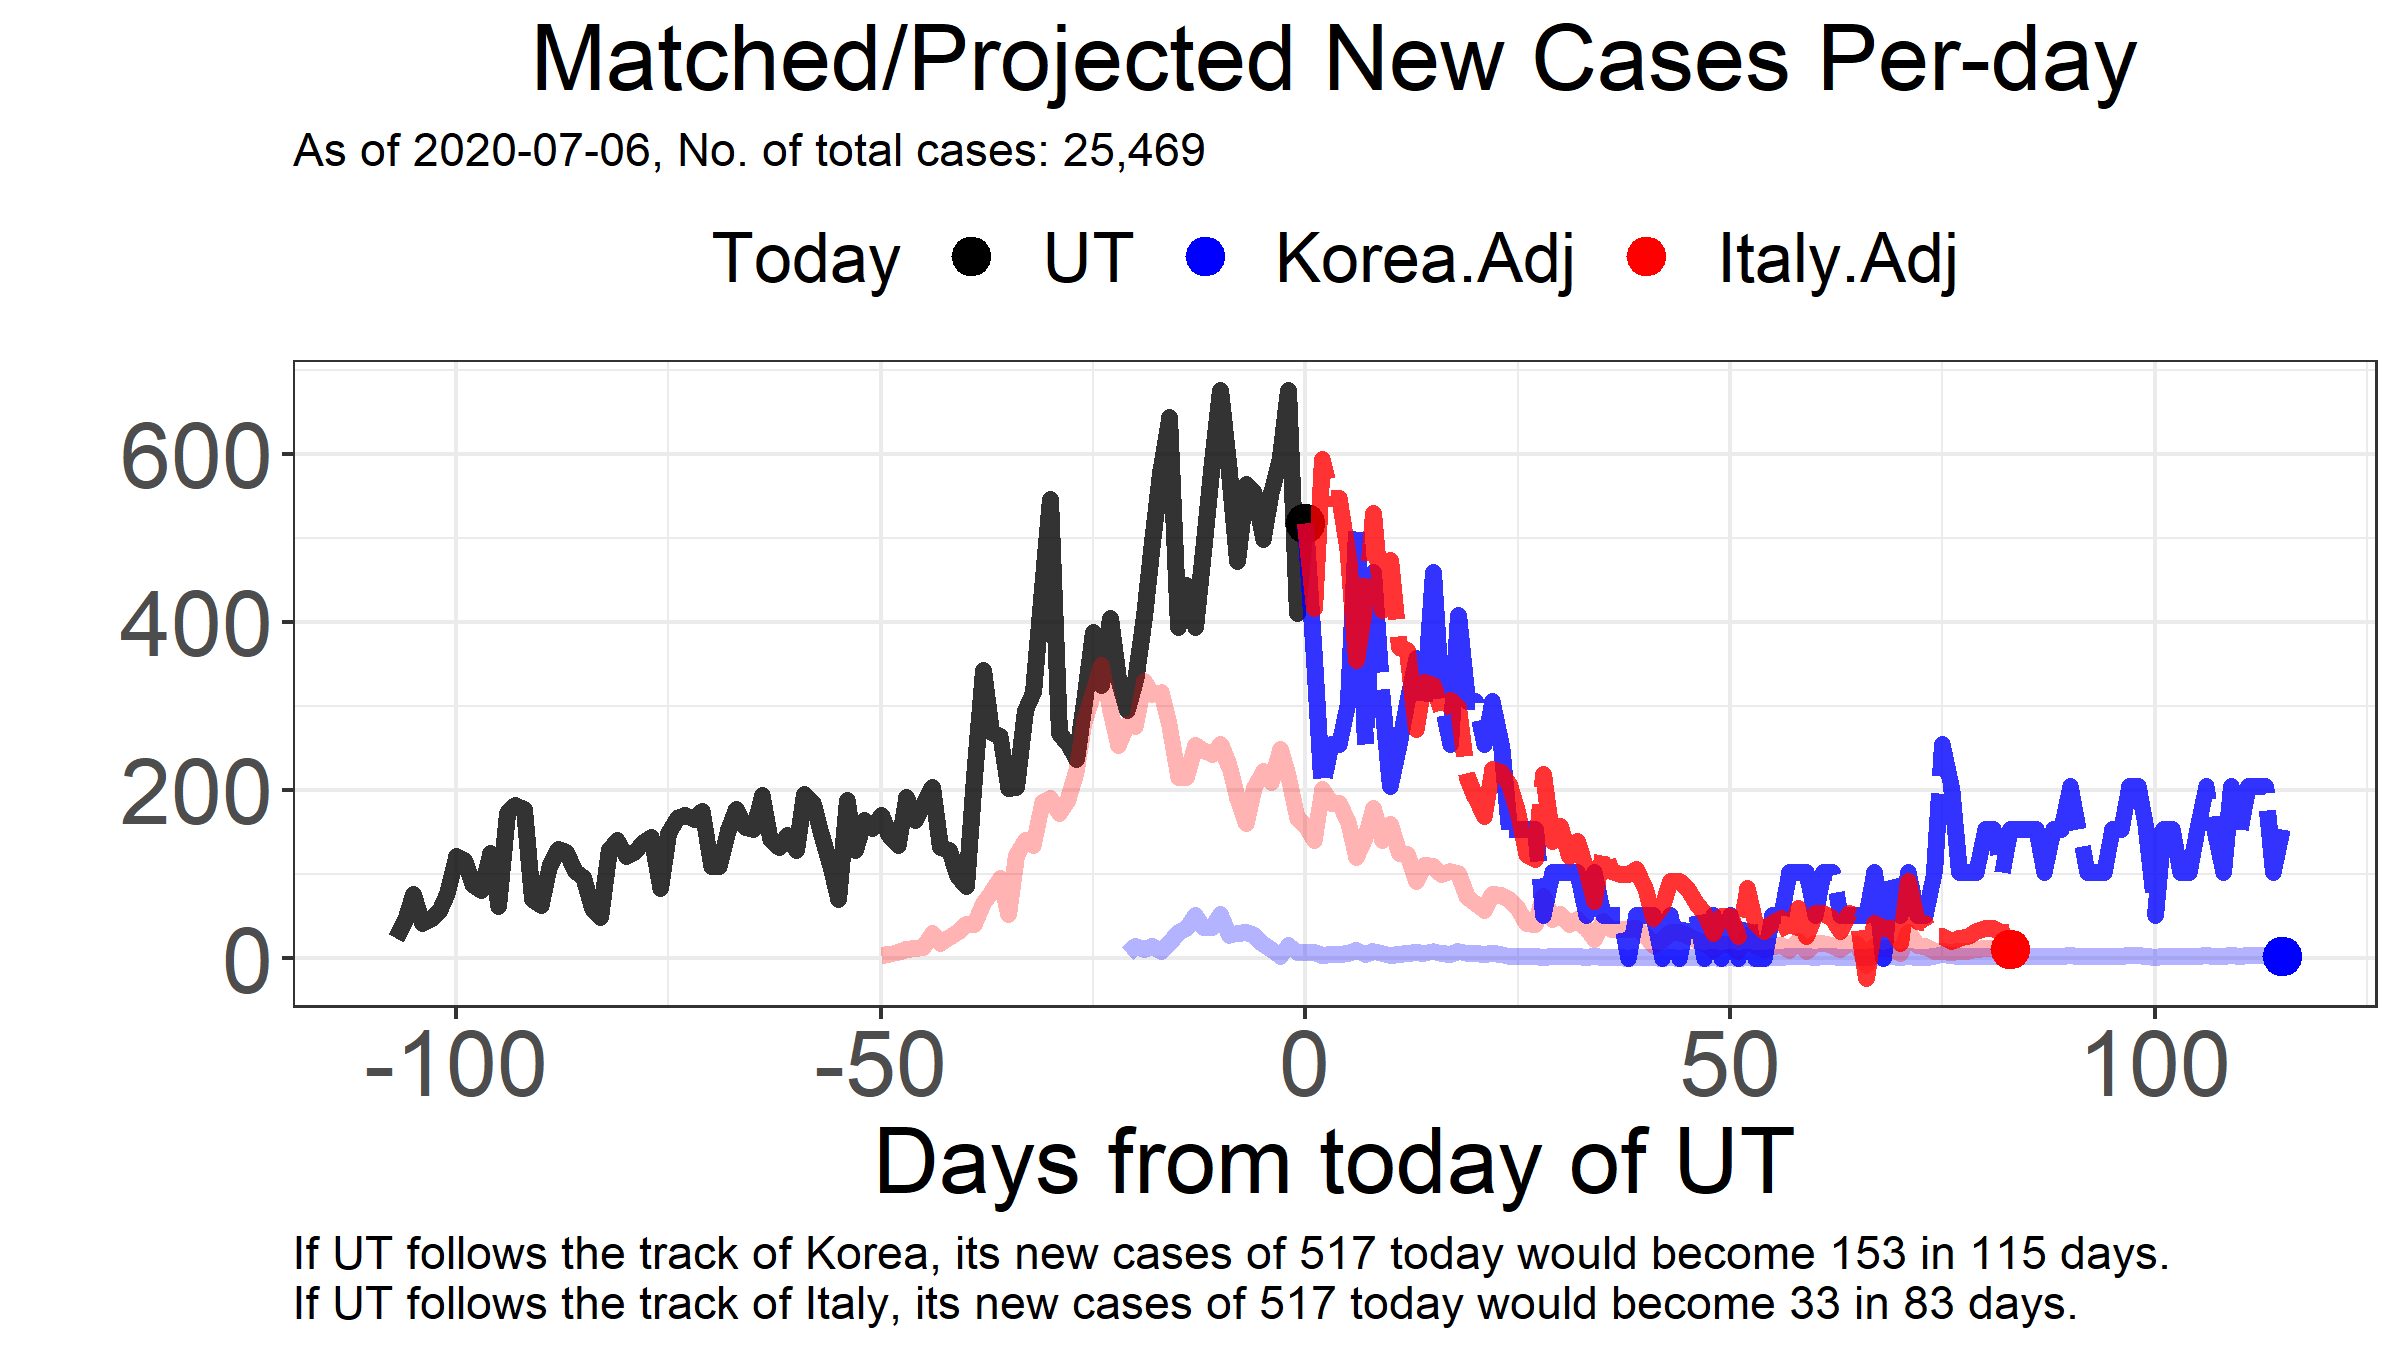 Matched/Projected New Cases Per-day
As of 2020-07-06, No. of total cases: 25,469
Today UT Korea.Adj Italy.Adj
600
400
200
0
-100 -50 0 50 100
Days from today of UT
If UT follows the track of Korea, its new cases of 517 today would become 153 in 115 days.
If UT follows the track of Italy, its new cases of 517 today would become 33 in 83 days.